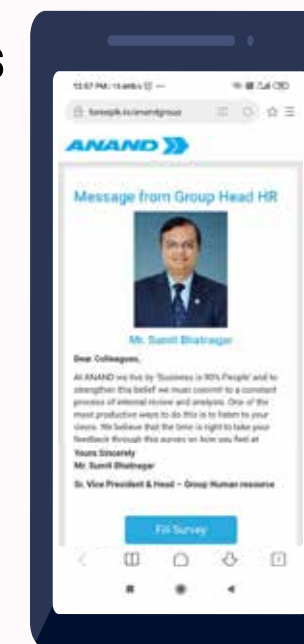 s
ANAND
Message from Group Head HR
Mr. Sumit Bhatnagar
Dear Colleagues,
At ANAND we live by 'Business is 90% People' and to
strengthen this belief we must commit to a constant
process of internal review and analysis. One of the
most productive ways to do this is to listen to your
views. We believe that the time is right to take your
feedback through this survey on how you feel at
Yours Sincerely
Mr. Sumit Bhatnagar
Sr. Vice President & Head – Group Human resource
Fill Survey